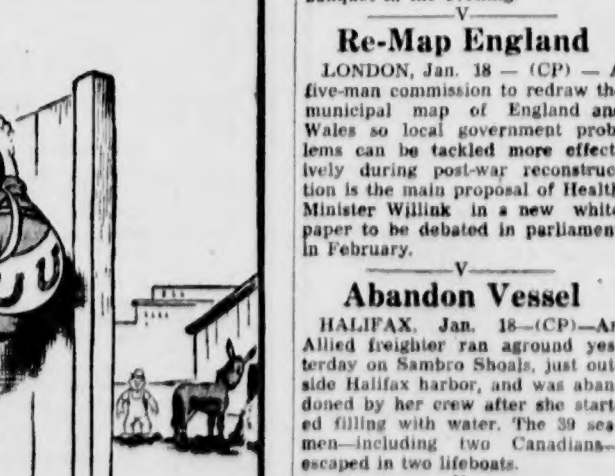 V
Re-Map England
LONDON, Jan. 18 — (CP) — A
five-man commission to redraw th
municipal map of England an
Wales so local government prob
lems can be tackled more effect
ively during post-war reconstruc
tion is the main proposal of Healt
Minister Willink in a new whit
paper to be debated in parliamen
in February.
V
Abandon Vessel
HALIFAX, Jan. 18—(CP)—An
Allied freighter ran aground yes
terday on Sambro Shoals, just out
side Halifax harbor, and was aban
doned by her crew after she start
ed filling with water. The 39 sea
men—including two Canadians—
escaped in two lifeboats.